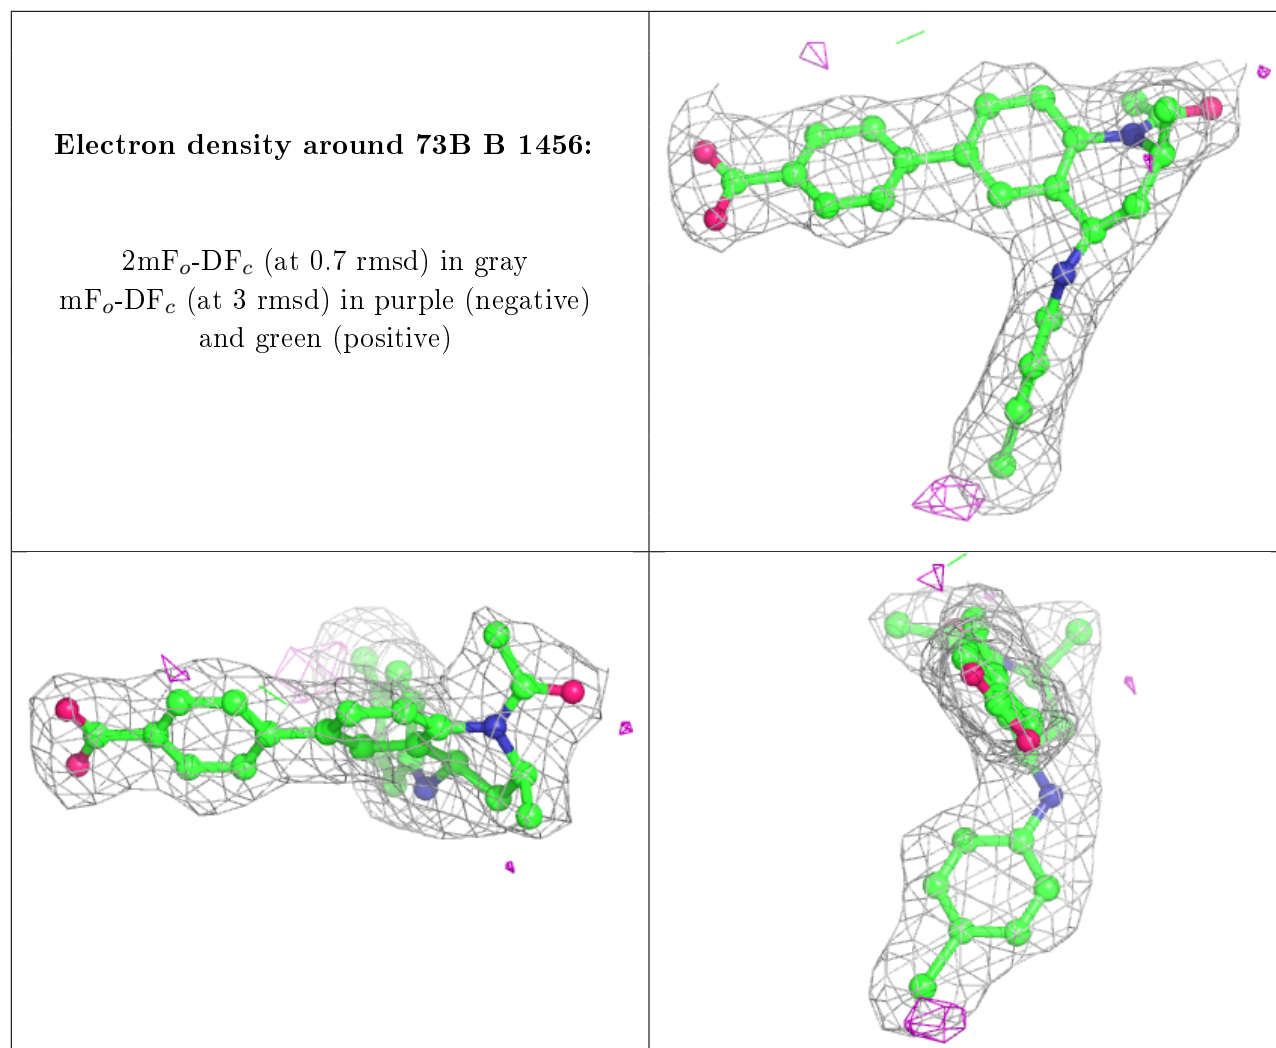 Electron density around 73B B 1456:
2mFo-DFc (at 0.7 rmsd) in gray
mFo-DFc (at 3 rmsd) in purple (negative)
and green (positive)